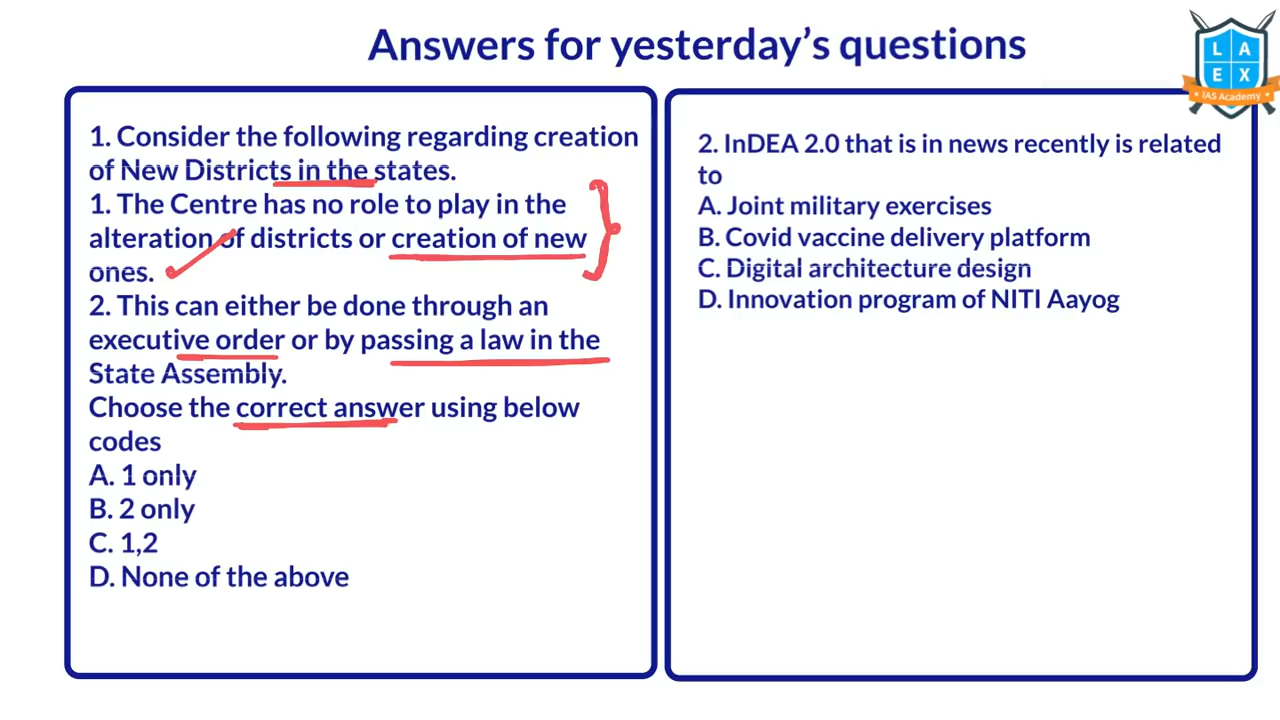 Answers for yesterday's questions
L A
E X
IAS Academy
1. Consider the following regarding creation
of New Districts in the states.
1. The Centre has no role to play in the
alteration of districts or creation of new
ones.
2. This can either be done through an
executive order or by passing a law in the
State Assembly.
Choose the correct answer using below
codes
A. 1 only
B. 2 only
C. 1,2
D. None of the above
2. InDEA 2.0 that is in news recently is related
to
A. Joint military exercises
B. Covid vaccine delivery platform
C. Digital architecture design
D. Innovation program of NITI Aayog